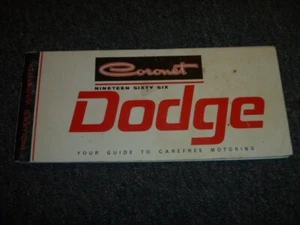 Coronet
NINETEEN SIXTY SIX
Dodge
YOUR GUIDE TO CAREFREE MOTORING